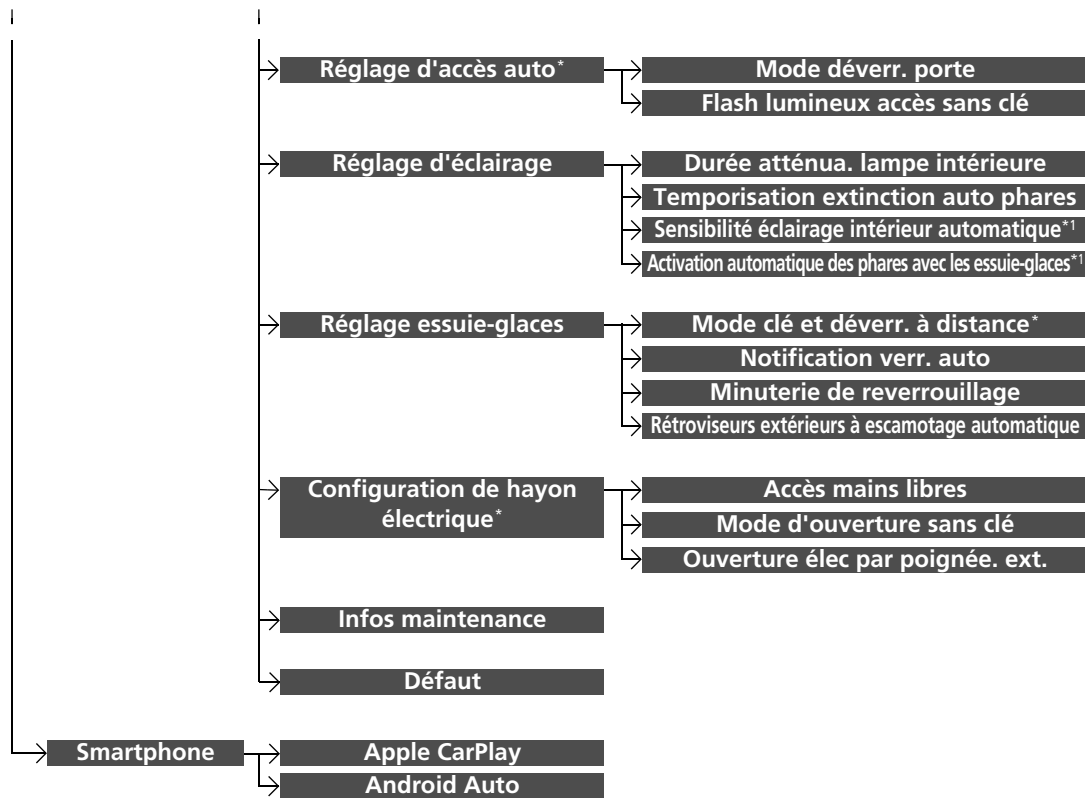 Réglage d'accès auto*
Mode déverr. porte
Flash lumineux accès sans clé
Réglage d'éclairage
Durée atténua. lampe intérieure
Temporisation extinction auto phares
Sensibilité éclairage intérieur automatique*1
Activation automatique des phares avec les essuie-glaces*1
Réglage essuie-glaces
Mode clé et déverr. à distance*
Notification verr. auto
Minuterie de reverrouillage
Rétroviseurs extérieurs à escamotage automatique
Configuration de hayon
électrique*
Accès mains libres
Mode d'ouverture sans clé
Ouverture élec par poignée. ext.
Infos maintenance
Défaut
Smartphone
Apple CarPlay
Android Auto